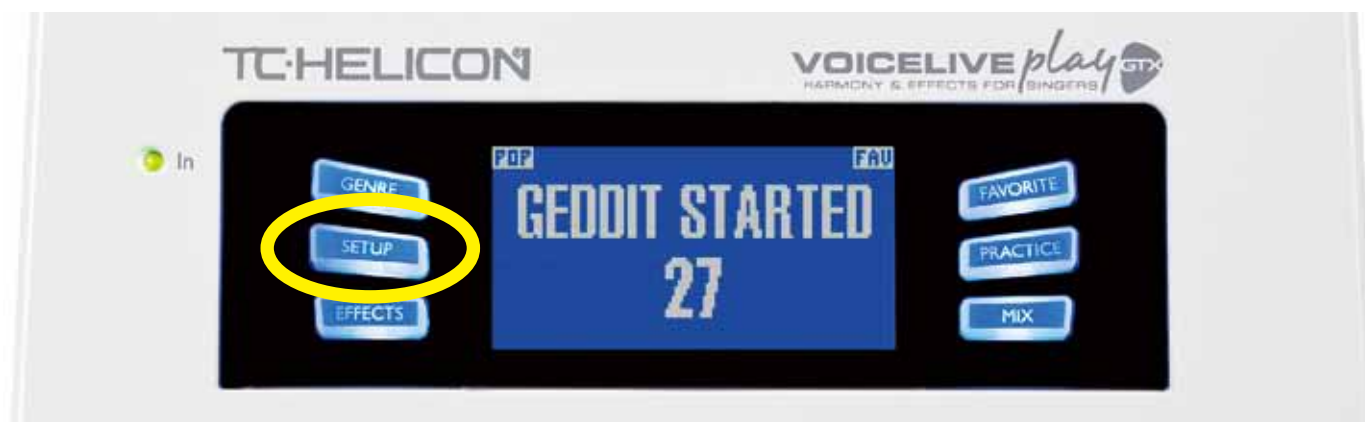 TC·HELICON
VOICELIVE play GTX
HARMONY & EFFECTS FOR SINGERS
In
GENRE
SETUP
EFFECTS
POP
FAV
GEDDIT STARTED
27
FAVORITE
PRACTICE
MIX